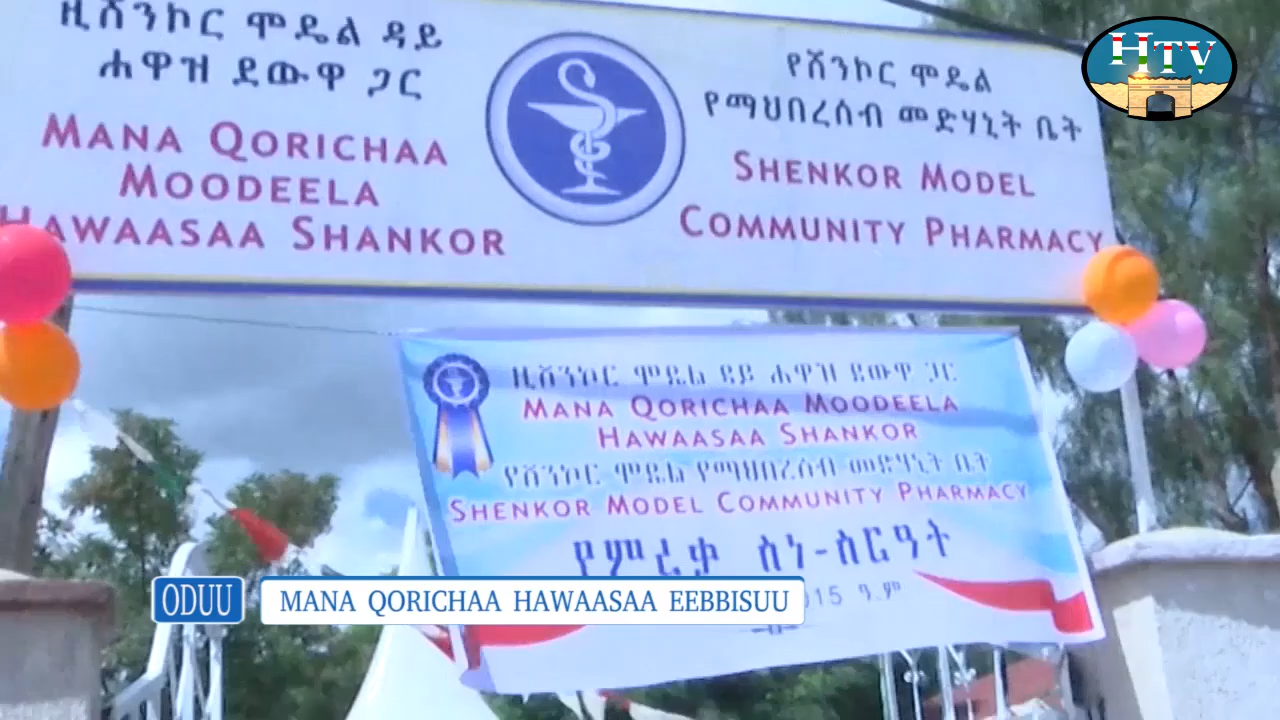 ዚሸንኮር ሞዴል ዳይ
ሐዋዝ ደውዋ ጋር
MANA QORICHAA
MOODEELA
HAWAASAA SHANKOR
የሸንኮር ሞዴል
የማህበረሰብ መድሃኒት ቤት
SHENKOR MODEL
COMMUNITY PHARMACY
HTV
ዚሸንኮር ሞዴል ዳይ ሐዋዝ ደውዋ ጋር
MANA QORICHAA MOODEELA
HAWAASAA SHANKOR
የሸንኮር ሞዴል የማህበረሰብ መድሃኒት ቤት
SHENKOR MODEL COMMUNITY PHARMACY
የምረቃ ስነ-ስርዓት
015 ዓ.ም
ODUU
MANA QORICHAA HAWAASAA EEBBISUU